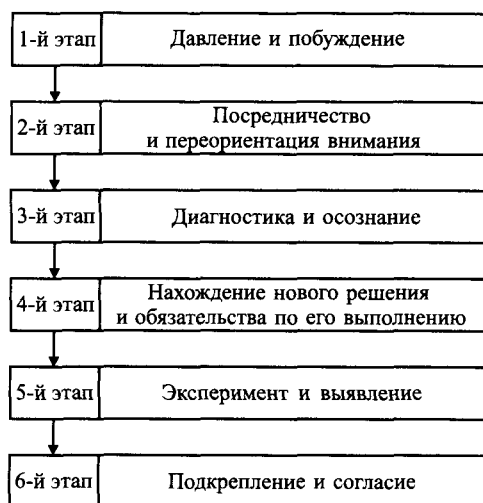 1-й этап Давление и побуждение
2-й этап Посредничество
и переориентация внимания
3-й этап Диагностика и осознание
4-й этап Нахождение нового решения
и обязательства по его выполнению
5-й этап Эксперимент и выявление
6-й этап Подкрепление и согласие